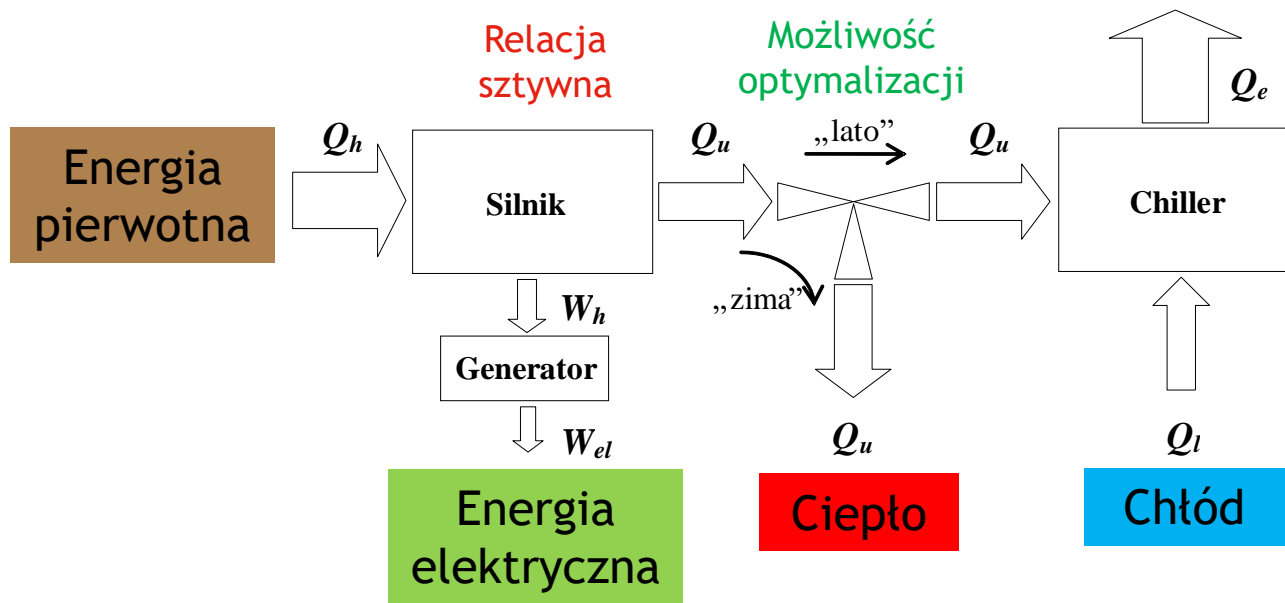 Relacja
sztywna
Możliwość
optymalizacji
Qe
Energia
pierwotna
Qh
Silnik
Qu
„lato”
Qu
Chiller
„zima”
Wh
Generator
Wel
Qu
Ql
Energia
elektryczna
Ciepło
Chłód